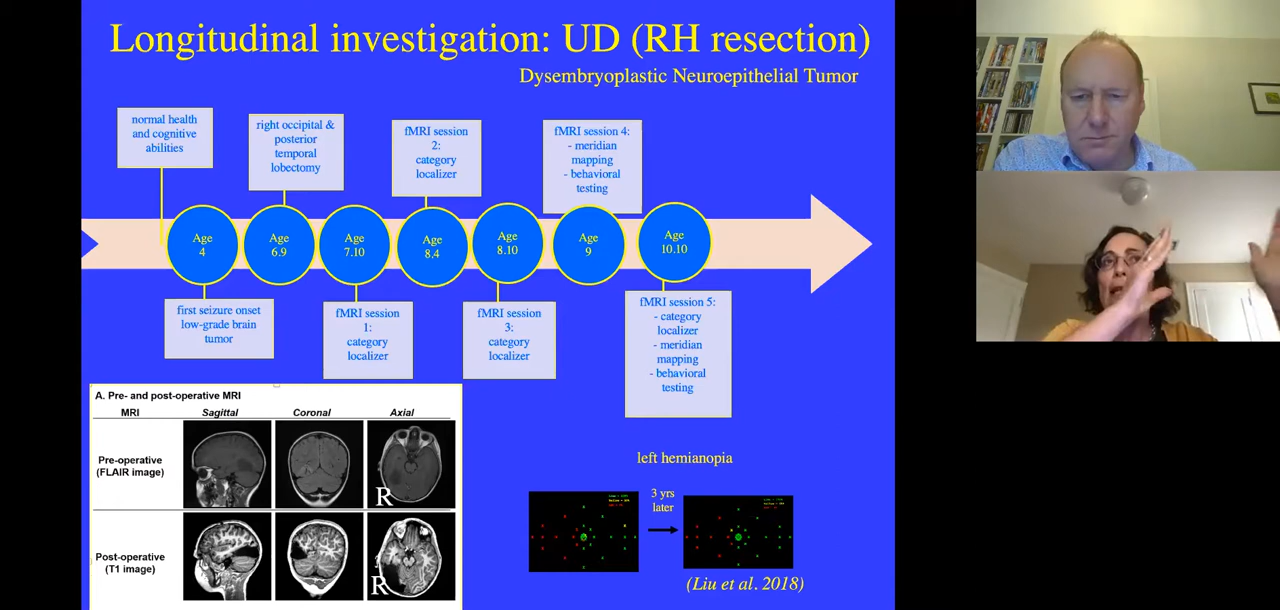 Longitudinal investigation: UD (RH resection)
Dysembryoplastic Neuroepithelial Tumor
normal health
and cognitive
abilities
right occipital &
posterior
temporal
lobectomy
fMRI session
2:
category
localizer
fMRI session 4:
- meridian
mapping
- behavioral
testing
Age
4
Age
6.9
Age
7.10
Age
8.4
Age
8.10
Age
9
Age
10.10
first seizure onset
low-grade brain
tumor
fMRI session
1:
category
localizer
fMRI session
3:
category
localizer
fMRI session 5:
- category
localizer
- meridian
mapping
- behavioral
testing
A. Pre- and post-operative MRI
MRI Sagittal Coronal Axial
Pre-operative
(FLAIR image)
R
Post-operative
(T1 image)
R
left hemianopia
3 yrs
later
(Liu et al. 2018)